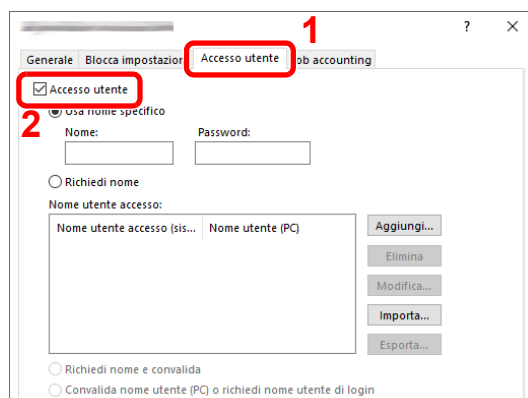 1
? ×
Generale Blocca impostazior Accesso utente ob accounting
Accesso utente
2
Usa nome specifico
Nome: Password:
Richiedi nome
Nome utente accesso:
Nome utente accesso (sis... Nome utente (PC)
Aggiungi...
Elimina
Modifica...
Importa...
Esporta...
Richiedi nome e convalida
Convalida nome utente (PC) o richiedi nome utente di login